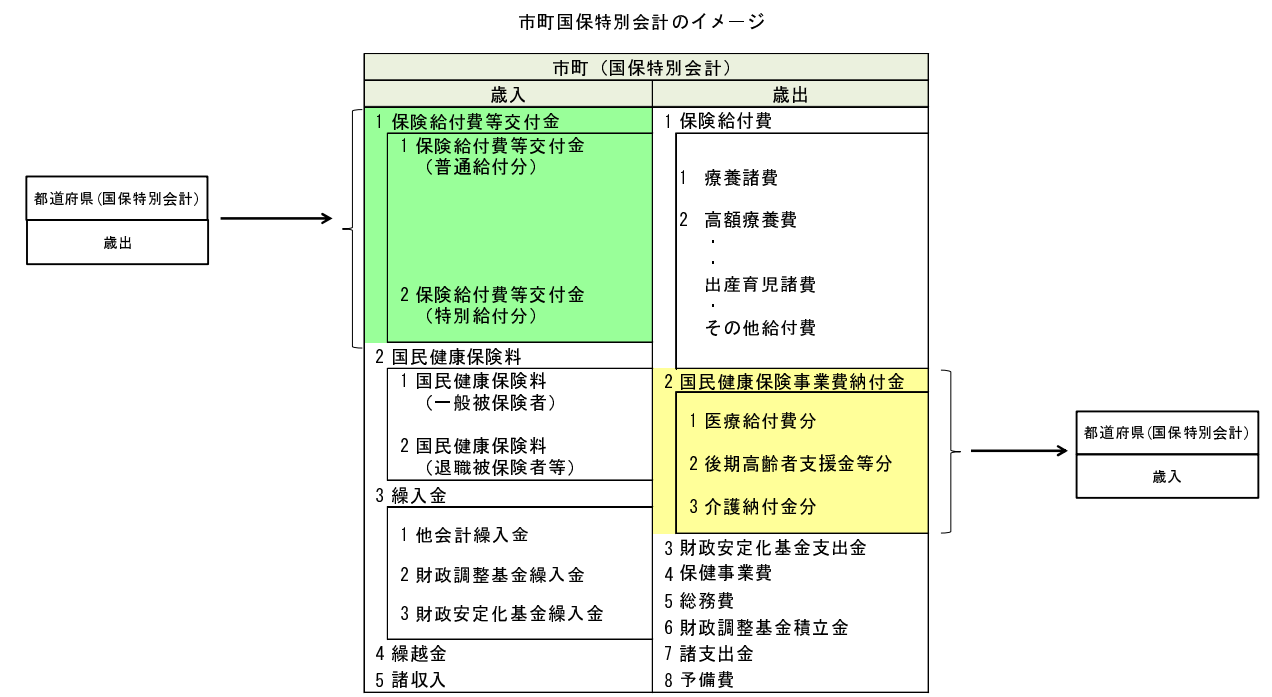 市町国保特別会計のイメージ
市町（国保特別会計）
歳入
1 保険給付費等交付金
1 保険給付費等交付金
（普通給付分）
2 保険給付費等交付金
（特別給付分）
2 国民健康保険料
1 国民健康保険料
（一般被保険者）
2 国民健康保険料
（退職被保険者等）
3 繰入金
1 他会計繰入金
2 財政調整基金繰入金
3 財政安定化基金繰入金
4 繰越金
5 諸収入
歳出
1 保険給付費
1 療養諸費
2 高額療養費
・
・
出産育児諸費
・
その他給付費
2 国民健康保険事業費納付金
1 医療給付費分
2 後期高齢者支援金等分
3 介護納付金分
3 財政安定化基金支出金
4 保健事業費
5 総務費
6 財政調整基金積立金
7 諸支出金
8 予備費
都道府県(国保特別会計)
歳出
都道府県(国保特別会計)
歳入